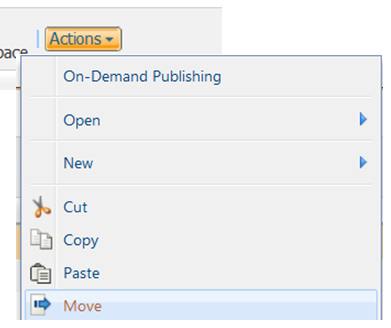 Actions
pace
On-Demand Publishing
Open
New
Cut
Copy
Paste
Move